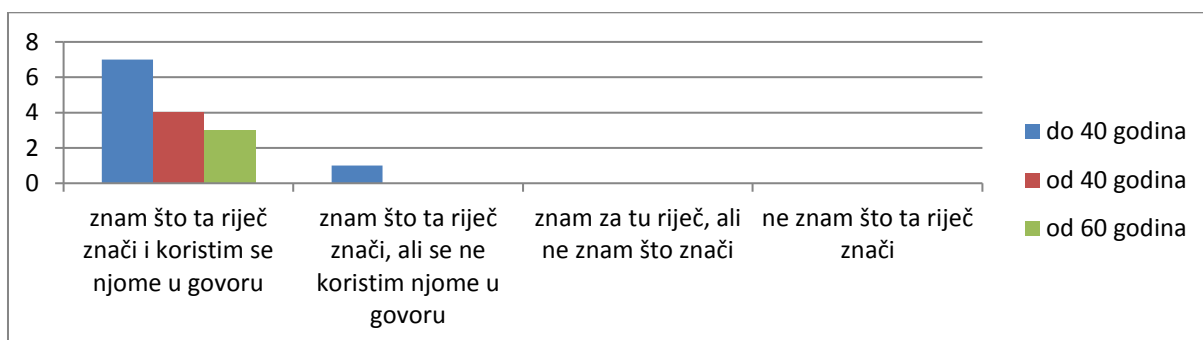 8
6
4
2
0
znam što ta riječ
znači i koristim se
njome u govoru
znam što ta riječ
znači, ali se ne
koristim njome u
govoru
znam za tu riječ, ali
ne znam što znači
ne znam što ta riječ
znači
do 40 godina
od 40 godina
od 60 godina